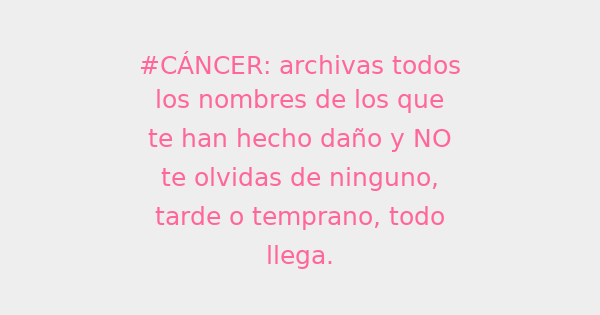 #CÁNCER: archivas todos
los nombres de los que
te han hecho daño y NO
te olvidas de ninguno,
tarde o temprano, todo
llega.